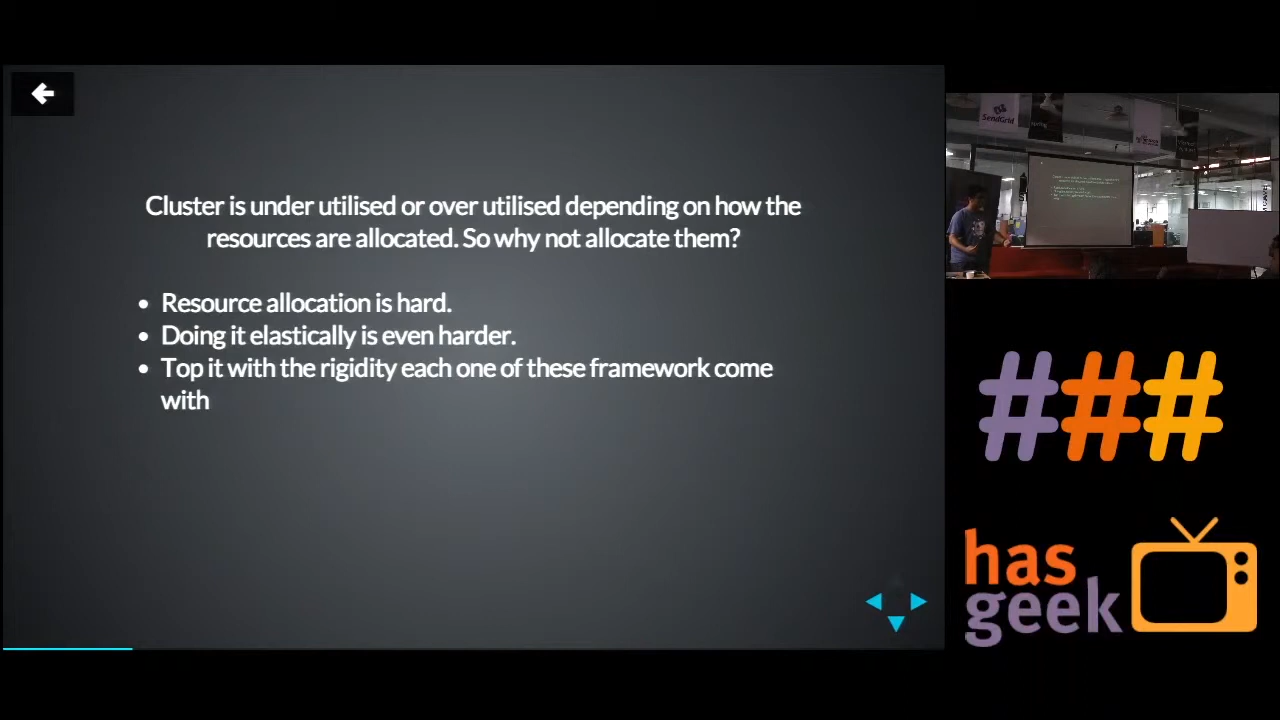 Cluster is under utilised or over utilised depending on how the
resources are allocated. So why not allocate them?
• Resource allocation is hard.
• Doing it elastically is even harder.
• Top it with the rigidity each one of these framework come
with
SendGrid
###
has
geek